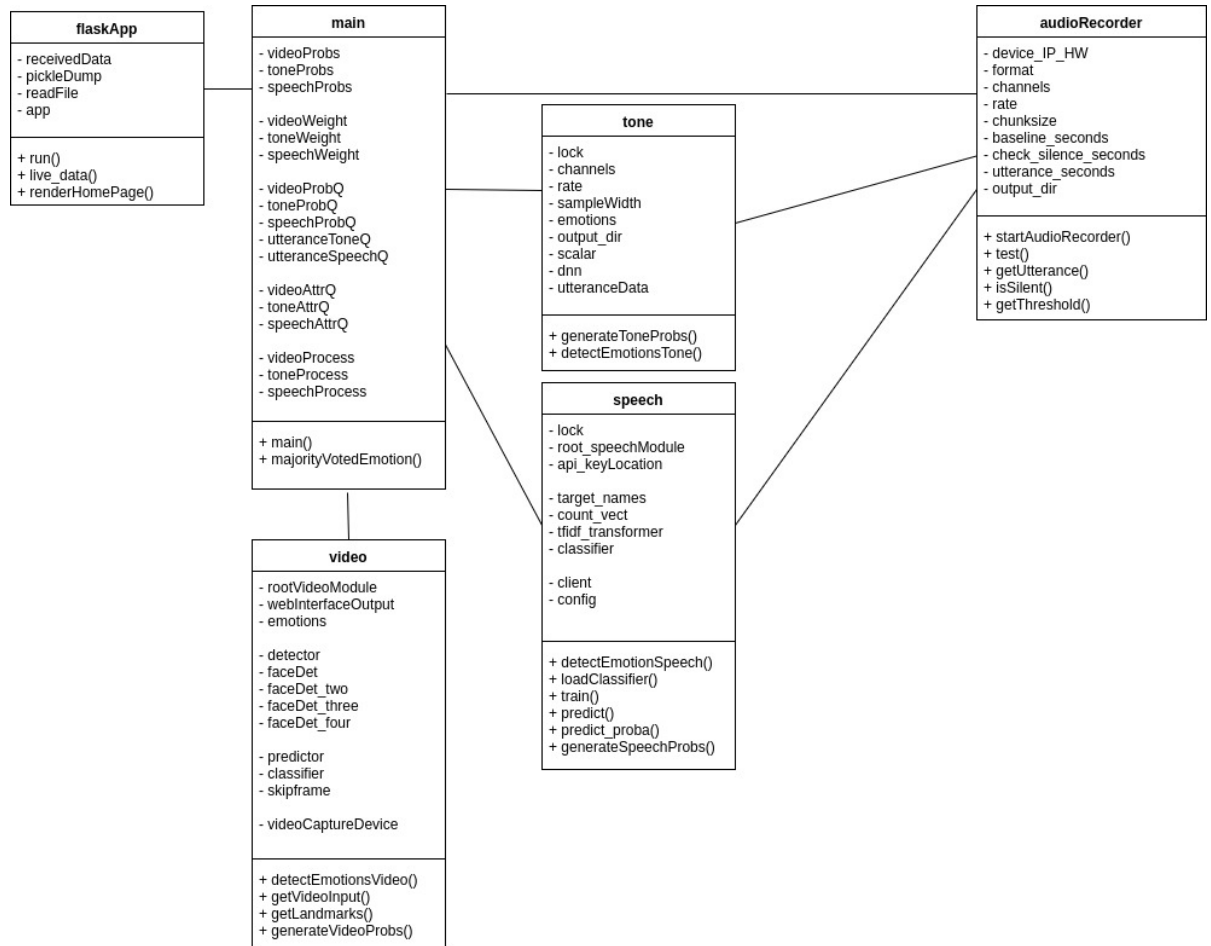 flaskApp
- receivedData
- pickleDump
- readFile
- app
+ run()
+ live_data()
+ renderHomePage()
main
- videoProbs
- toneProbs
- speechProbs
- videoWeight
- toneWeight
- speechWeight
- videoProbQ
- toneProbQ
- speechProbQ
- utteranceToneQ
- utteranceSpeechQ
- videoAttrQ
- toneAttrQ
- speechAttrQ
- videoProcess
- toneProcess
- speechProcess
+ main()
+ majorityVotedEmotion()
video
- rootVideoModule
- webInterfaceOutput
- emotions
- detector
- faceDet
- faceDet_two
- faceDet_three
- faceDet_four
- predictor
- classifier
- skipframe
- videoCaptureDevice
+ detectEmotionsVideo()
+ getVideoInput()
+ getLandmarks()
+ generateVideoProbs()
tone
- lock
- channels
- rate
- sampleWidth
- emotions
- output_dir
- scalar
- dnn
- utteranceData
+ generateToneProbs()
+ detectEmotionsTone()
speech
- lock
- root_speechModule
- api_keyLocation
- target_names
- count_vect
- tfidf_transformer
- classifier
- client
- config
+ detectEmotionSpeech()
+ loadClassifier()
+ train()
+ predict()
+ predict_proba()
+ generateSpeechProbs()
audioRecorder
- device_IP_HW
- format
- channels
- rate
- chunksize
- baseline_seconds
- check_silence_seconds
- utterance_seconds
- output_dir
+ startAudioRecorder()
+ test()
+ getUtterance()
+ isSilent()
+ getThreshold()